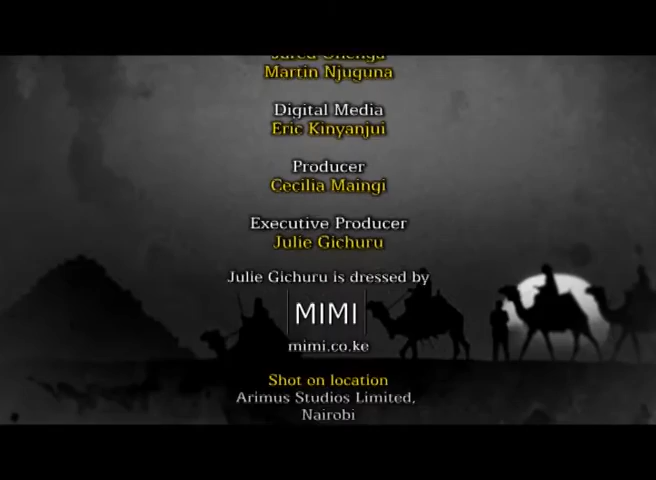 Martin Njuguna
Digital Media
Eric Kinyanjui
Producer
Cecilia Maingi
Executive Producer
Julie Gichuru
Julie Gichuru is dressed by
MIMI
mimi.co.ke
Shot on location
Arimus Studios Limited,
Nairobi